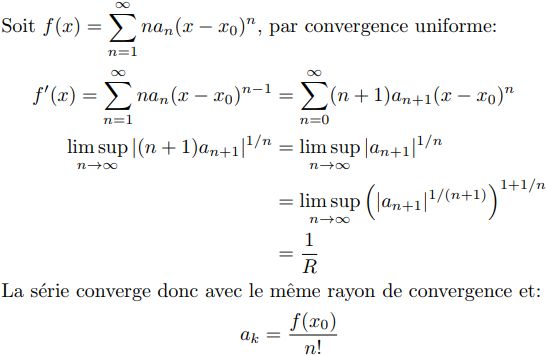 Soit $f(x) = \sum_{n=1}^{\infty} na_n(x - x_0)^n$, par convergence uniforme:
$f'(x) = \sum_{n=1}^{\infty} na_n(x - x_0)^{n-1} = \sum_{n=0}^{\infty} (n + 1)a_{n+1}(x - x_0)^n$
$\limsup_{n \to \infty} |(n + 1)a_{n+1}|^{1/n} = \limsup_{n \to \infty} |a_{n+1}|^{1/n}$
$= \limsup_{n \to \infty} \left(|a_{n+1}|^{1/(n+1)}\right)^{1+1/n}$
$= \frac{1}{R}$
La série converge donc avec le même rayon de convergence et:
$a_k = \frac{f(x_0)}{n!}$